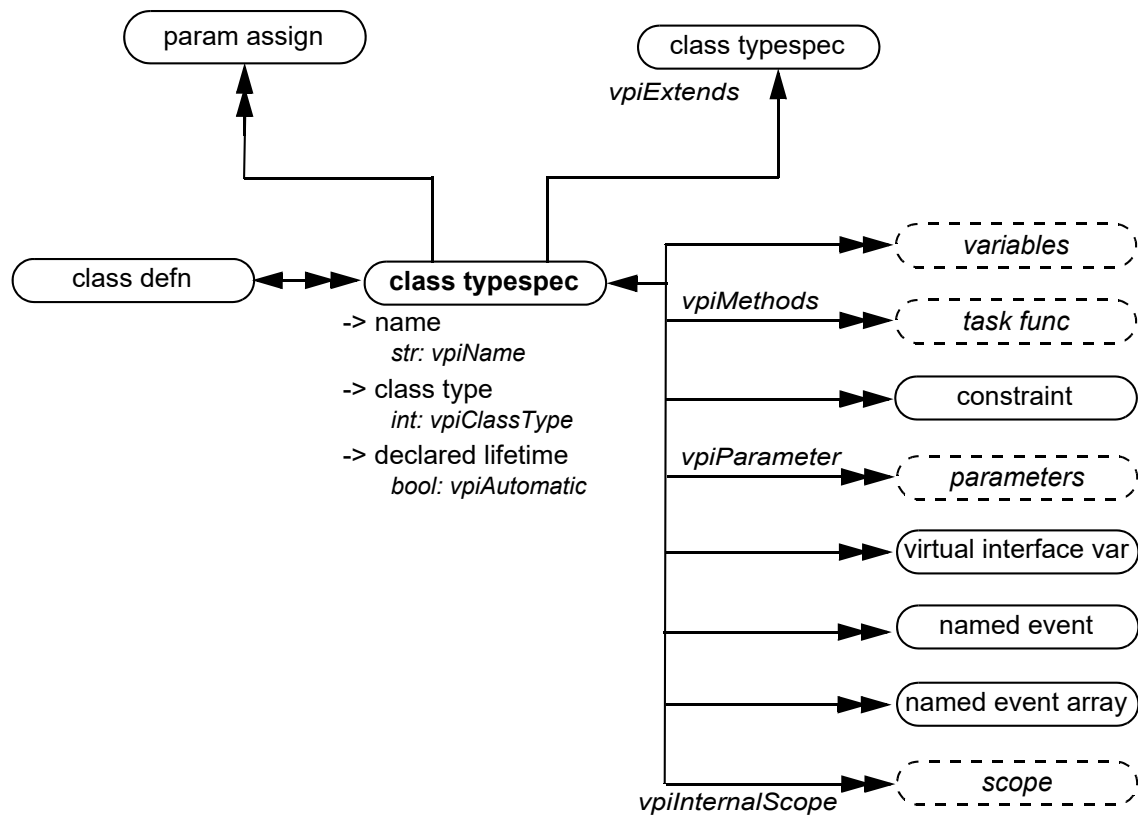 param assign
class typespec
vpiExtends
class defn
class typespec
-> name
str: vpiName
-> class type
int: vpiClassType
-> declared lifetime
bool: vpiAutomatic
variables
vpiMethods
task func
constraint
vpiParameter
parameters
virtual interface var
named event
named event array
scope
vpiInternalScope